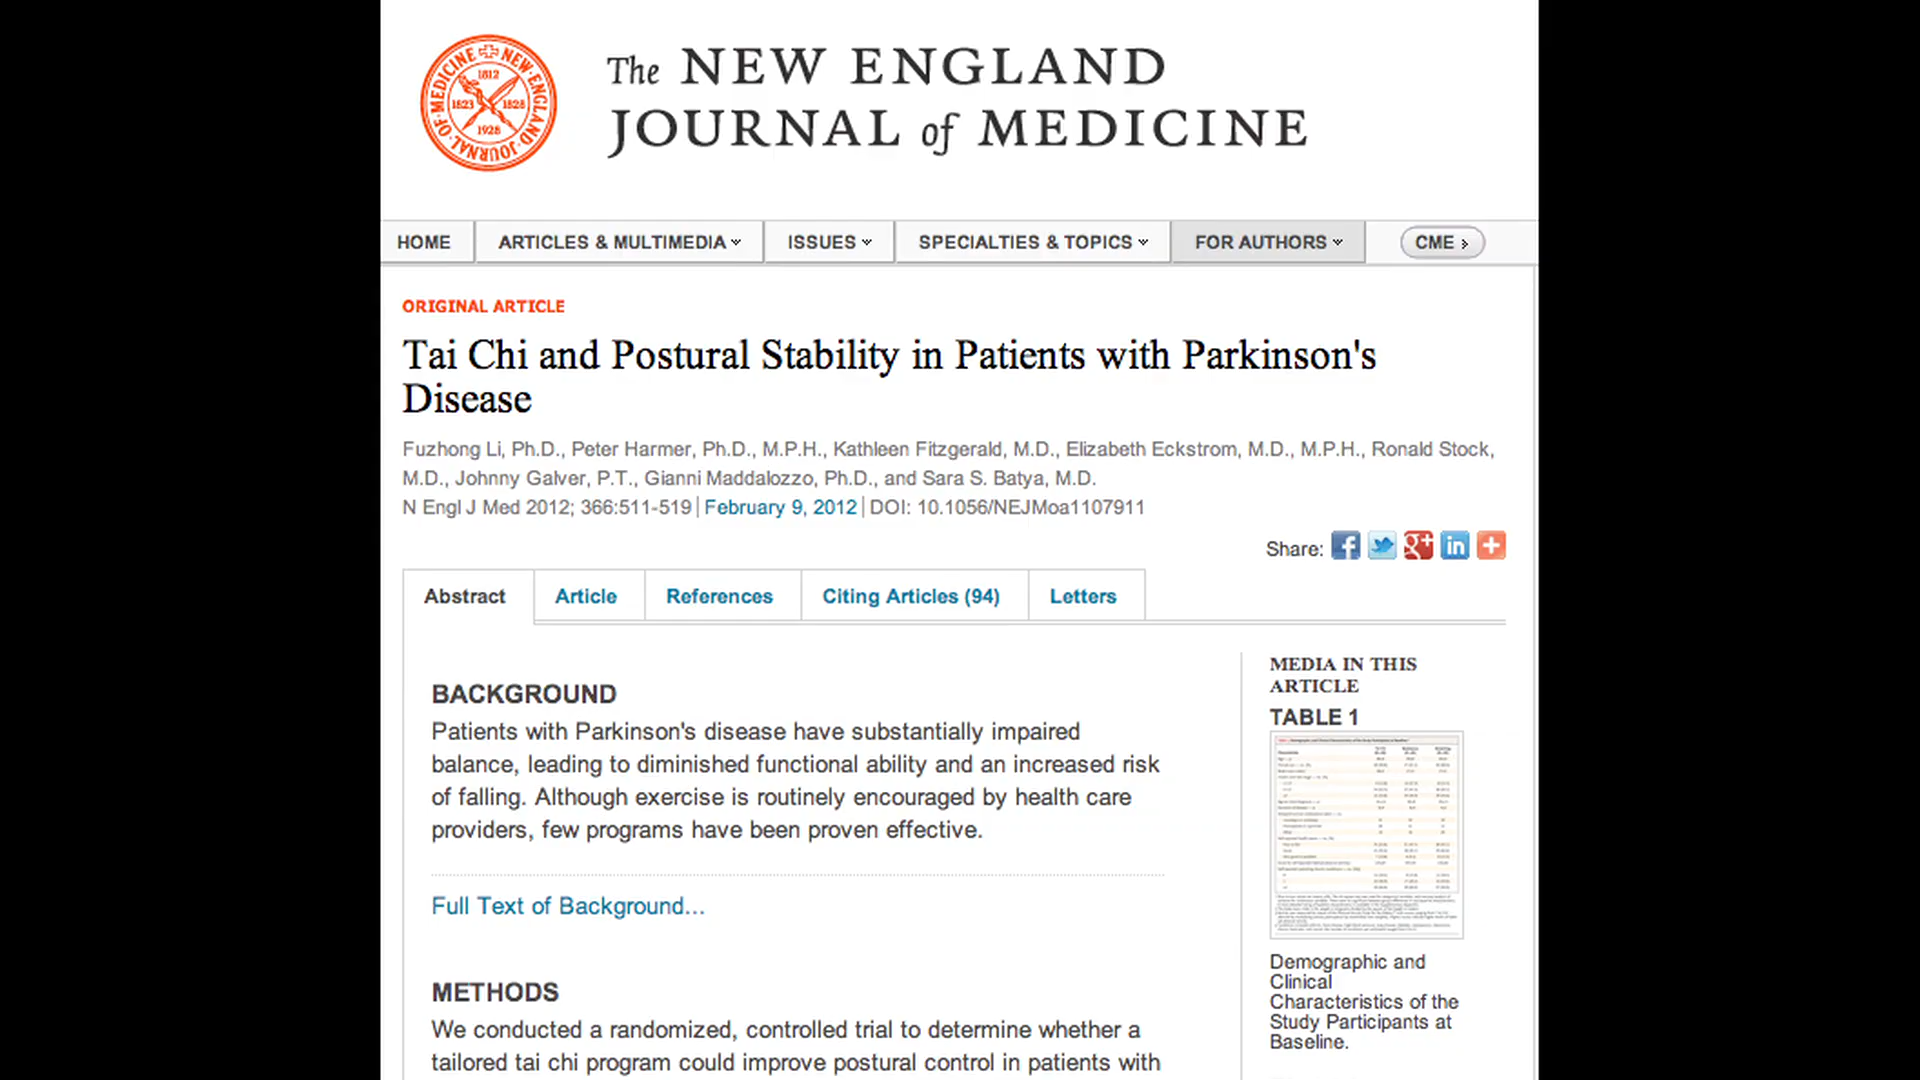 MEDICINE NEW ENGLAND JOURNAL OF
1812
1823 1828
1928
The NEW ENGLAND
JOURNAL of MEDICINE
HOME ARTICLES & MULTIMEDIA ISSUES SPECIALTIES & TOPICS FOR AUTHORS CME
ORIGINAL ARTICLE
Tai Chi and Postural Stability in Patients with Parkinson's
Disease
Fuzhong Li, Ph.D., Peter Harmer, Ph.D., M.P.H., Kathleen Fitzgerald, M.D., Elizabeth Eckstrom, M.D., M.P.H., Ronald Stock,
M.D., Johnny Galver, P.T., Gianni Maddalozzo, Ph.D., and Sara S. Batya, M.D.
N Engl J Med 2012; 366:511-519 | February 9, 2012 | DOI: 10.1056/NEJMoa1107911
Share:
Abstract Article References Citing Articles (94) Letters
BACKGROUND
Patients with Parkinson's disease have substantially impaired
balance, leading to diminished functional ability and an increased risk
of falling. Although exercise is routinely encouraged by health care
providers, few programs have been proven effective.
Full Text of Background...
METHODS
We conducted a randomized, controlled trial to determine whether a
tailored tai chi program could improve postural control in patients with
MEDIA IN THIS
ARTICLE
TABLE 1
Demographic and
Clinical
Characteristics of the
Study Participants at
Baseline.